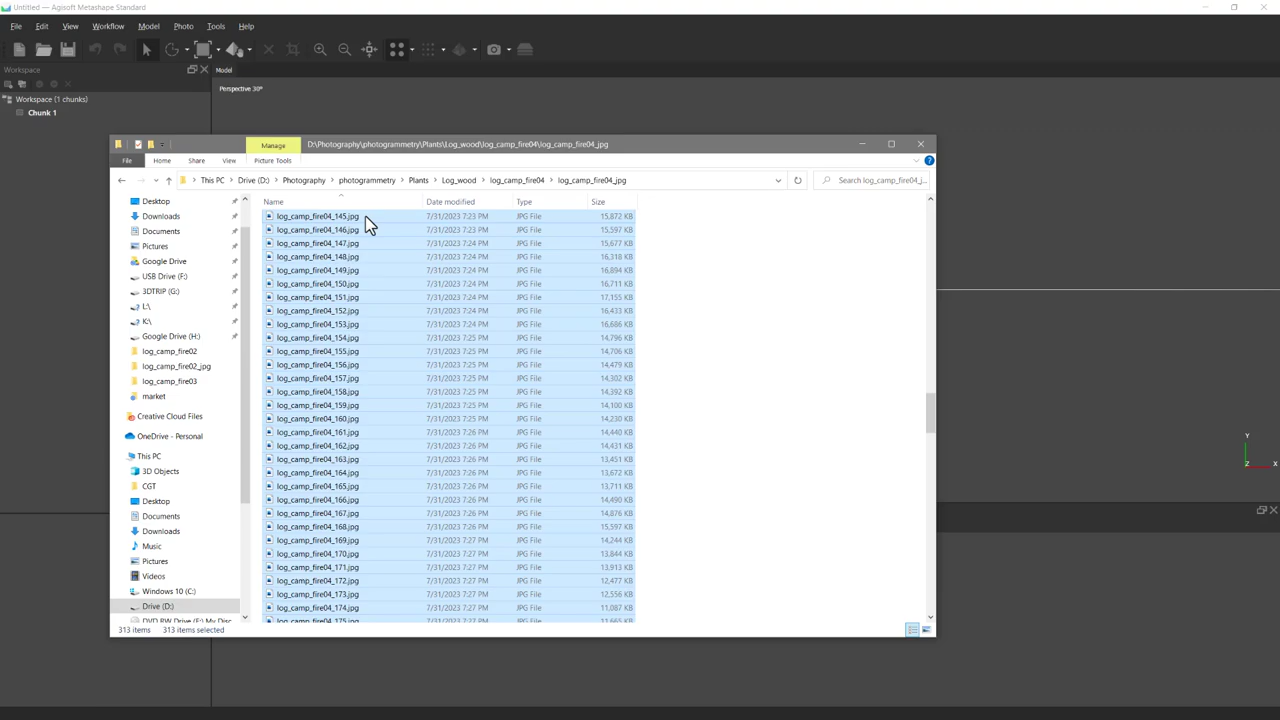 Untitled — Agisoft Metashape Standard
File Edit View Workflow Model Photo Tools Help
Workspace
Model
Perspective 30°
Workspace (1 chunks)
Chunk 1
Manage D:\Photography\photogrammetry\Plants\Log_wood\log_camp_fire04\log_camp_fire04_jpg
File Home Share View Picture Tools
This PC Drive (D:) Photography photogrammetry Plants Log_wood log_camp_fire04 log_camp_fire04_jpg Search log_camp_fire04_j...
Name Date modified Type Size
Desktop
Downloads
Documents
Pictures
Google Drive
USB Drive (F:)
3DTRIP (G:)
L:\
K:\
Google Drive (H:)
log_camp_fire02
log_camp_fire02_jpg
log_camp_fire03
market
Creative Cloud Files
OneDrive - Personal
This PC
3D Objects
CGT
Desktop
Documents
Downloads
Music
Pictures
Videos
Windows 10 (C:)
Drive (D:)
log_camp_fire04_145.jpg 7/31/2023 7:23 PM JPG File 15,872 KB
log_camp_fire04_146.jpg 7/31/2023 7:23 PM JPG File 15,597 KB
log_camp_fire04_147.jpg 7/31/2023 7:24 PM JPG File 15,677 KB
log_camp_fire04_148.jpg 7/31/2023 7:24 PM JPG File 16,318 KB
log_camp_fire04_149.jpg 7/31/2023 7:24 PM JPG File 16,894 KB
log_camp_fire04_150.jpg 7/31/2023 7:24 PM JPG File 16,711 KB
log_camp_fire04_151.jpg 7/31/2023 7:24 PM JPG File 17,155 KB
log_camp_fire04_152.jpg 7/31/2023 7:24 PM JPG File 16,433 KB
log_camp_fire04_153.jpg 7/31/2023 7:24 PM JPG File 16,686 KB
log_camp_fire04_154.jpg 7/31/2023 7:25 PM JPG File 14,796 KB
log_camp_fire04_155.jpg 7/31/2023 7:25 PM JPG File 14,706 KB
log_camp_fire04_156.jpg 7/31/2023 7:25 PM JPG File 14,479 KB
log_camp_fire04_157.jpg 7/31/2023 7:25 PM JPG File 14,302 KB
log_camp_fire04_158.jpg 7/31/2023 7:25 PM JPG File 14,392 KB
log_camp_fire04_159.jpg 7/31/2023 7:25 PM JPG File 14,100 KB
log_camp_fire04_160.jpg 7/31/2023 7:25 PM JPG File 14,230 KB
log_camp_fire04_161.jpg 7/31/2023 7:26 PM JPG File 14,440 KB
log_camp_fire04_162.jpg 7/31/2023 7:26 PM JPG File 14,431 KB
log_camp_fire04_163.jpg 7/31/2023 7:26 PM JPG File 13,451 KB
log_camp_fire04_164.jpg 7/31/2023 7:26 PM JPG File 13,672 KB
log_camp_fire04_165.jpg 7/31/2023 7:26 PM JPG File 13,711 KB
log_camp_fire04_166.jpg 7/31/2023 7:26 PM JPG File 14,490 KB
log_camp_fire04_167.jpg 7/31/2023 7:26 PM JPG File 14,876 KB
log_camp_fire04_168.jpg 7/31/2023 7:26 PM JPG File 15,597 KB
log_camp_fire04_169.jpg 7/31/2023 7:27 PM JPG File 14,244 KB
log_camp_fire04_170.jpg 7/31/2023 7:27 PM JPG File 13,844 KB
log_camp_fire04_171.jpg 7/31/2023 7:27 PM JPG File 13,913 KB
log_camp_fire04_172.jpg 7/31/2023 7:27 PM JPG File 12,477 KB
log_camp_fire04_173.jpg 7/31/2023 7:27 PM JPG File 12,556 KB
log_camp_fire04_174.jpg 7/31/2023 7:27 PM JPG File 11,087 KB
log_camp_fire04_175.jpg 7/31/2023 7:27 PM JPG File 11,665 KB
313 items 313 items selected
Y
Z X